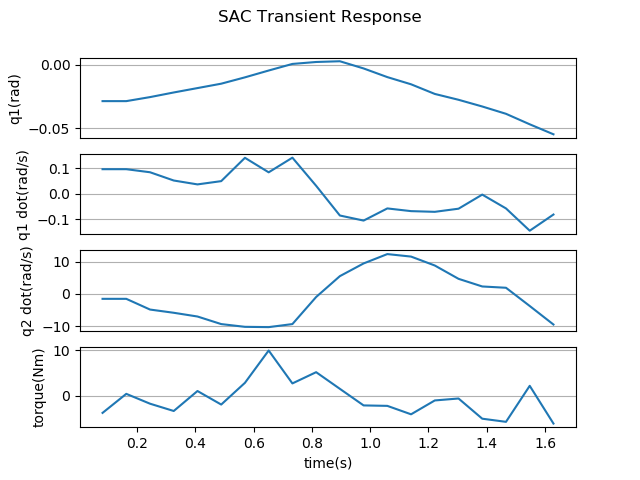 SAC Transient Response
q1(rad)
0.00
−0.05
q1 dot(rad/s)
0.1
0.0
−0.1
q2 dot(rad/s)
10
0
−10
torque(Nm)
10
0
0.2 0.4 0.6 0.8 1.0 1.2 1.4 1.6
time(s)